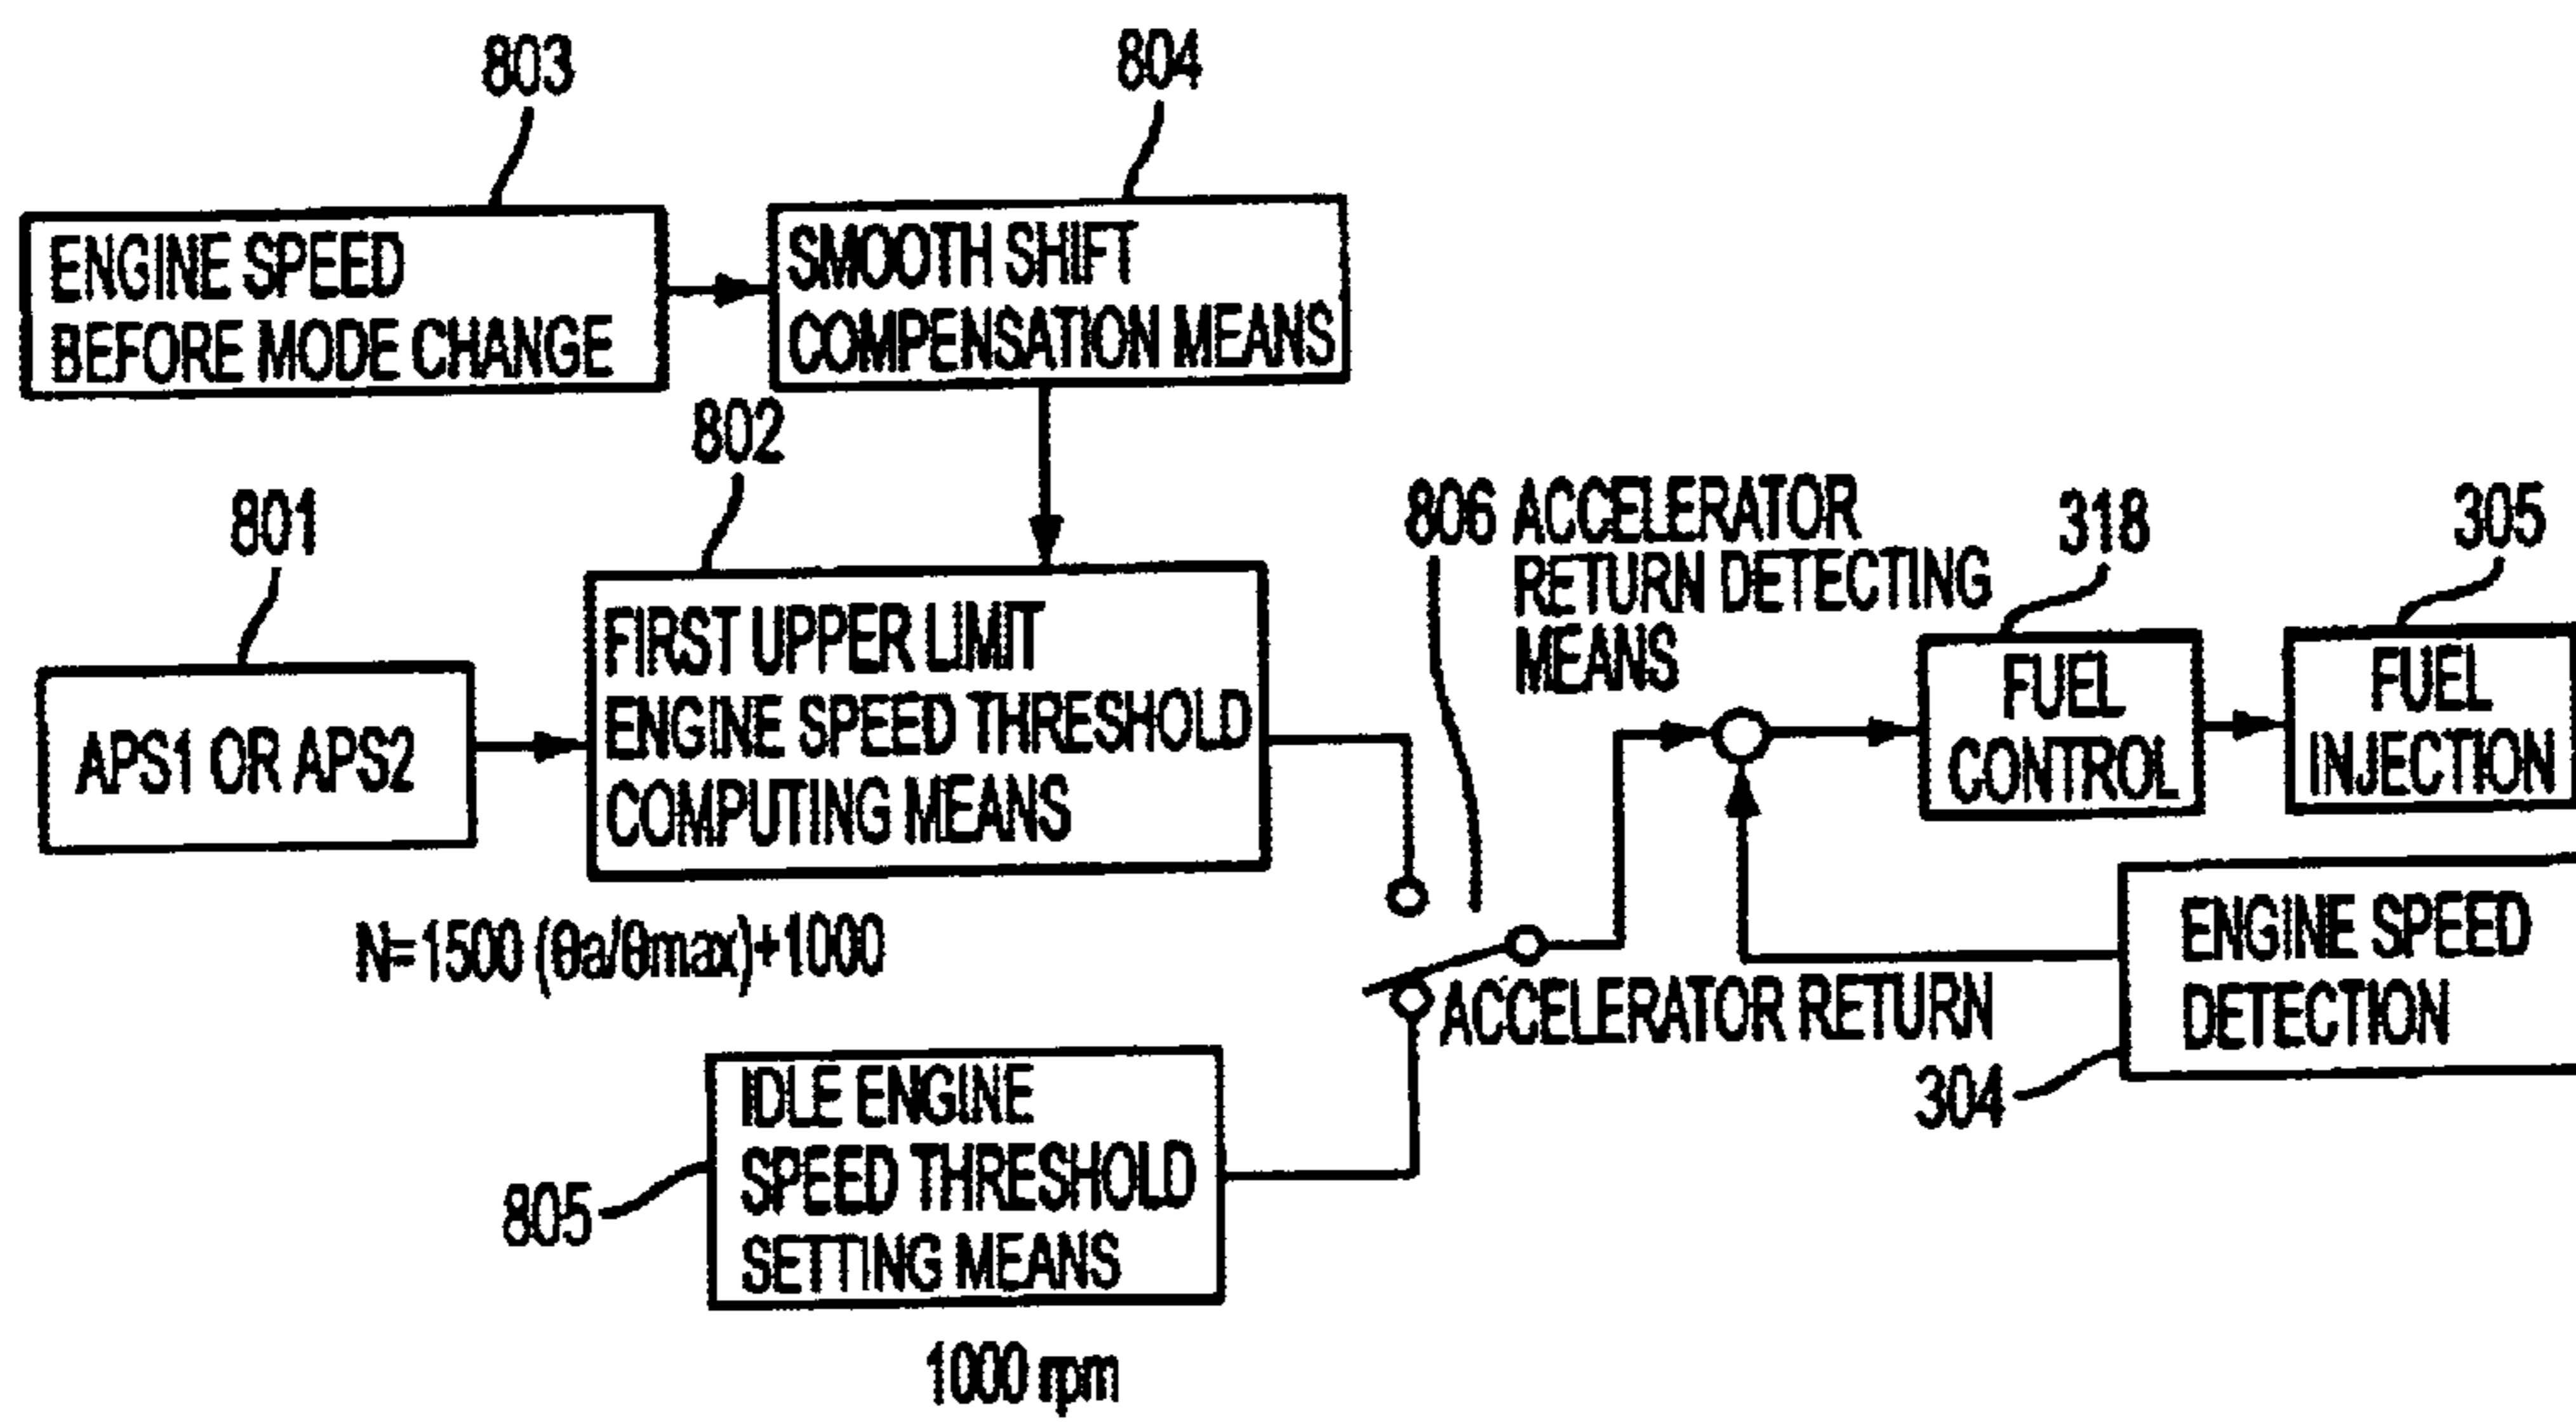 803
804
ENGINE SPEED
BEFORE MODE CHANGE
SMOOTH SHIFT
COMPENSATION MEANS
802
801
APS1 OR APS2
FIRST UPPER LIMIT
ENGINE SPEED THRESHOLD
COMPUTING MEANS
N=1500 (θa/θmax)+1000
806 ACCELERATOR
RETURN DETECTING
MEANS
318
FUEL
CONTROL
305
FUEL
INJECTION
ACCELERATOR RETURN
ENGINE SPEED
DETECTION
304
IDLE ENGINE
SPEED THRESHOLD
SETTING MEANS
805
1000 rpm